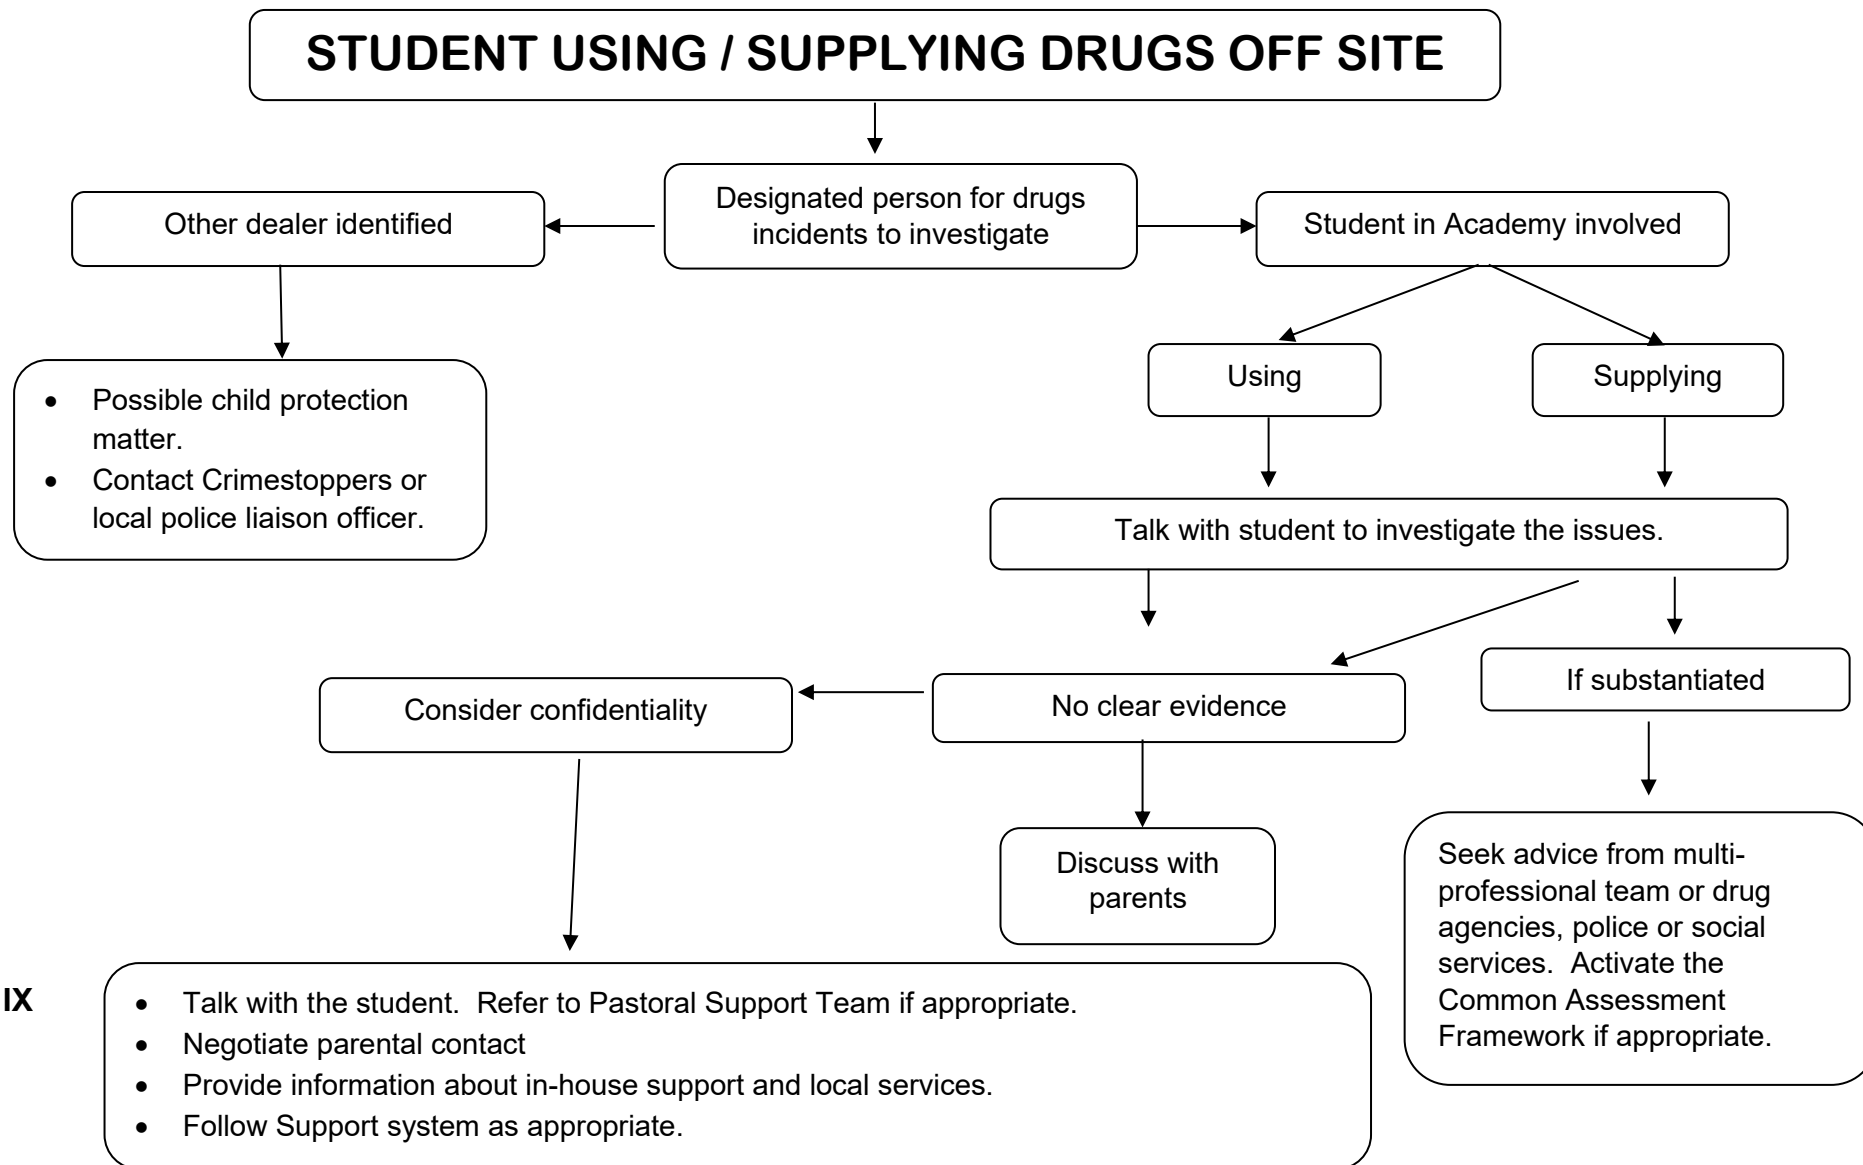 STUDENT USING / SUPPLYING DRUGS OFF SITE
Other dealer identified
Designated person for drugs
incidents to investigate
Student in Academy involved
• Possible child protection
matter.
• Contact Crimestoppers or
local police liaison officer.
Using
Supplying
Talk with student to investigate the issues.
Consider confidentiality
No clear evidence
If substantiated
Discuss with
parents
Seek advice from multi-
professional team or drug
agencies, police or social
services.  Activate the
Common Assessment
Framework if appropriate.
IX
• Talk with the student.  Refer to Pastoral Support Team if appropriate.
• Negotiate parental contact
• Provide information about in-house support and local services.
• Follow Support system as appropriate.